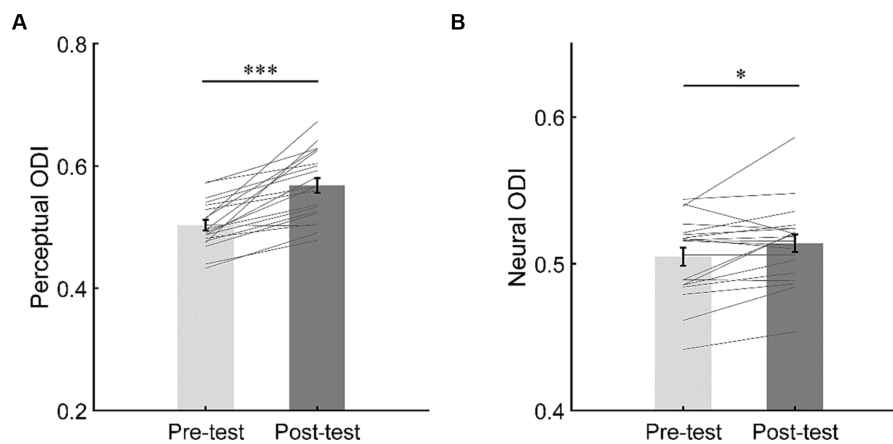 A
Perceptual ODI
0.8
0.6
0.4
0.2
***
Pre-test Post-test
B
Neural ODI
0.6
0.5
0.4
*
Pre-test Post-test